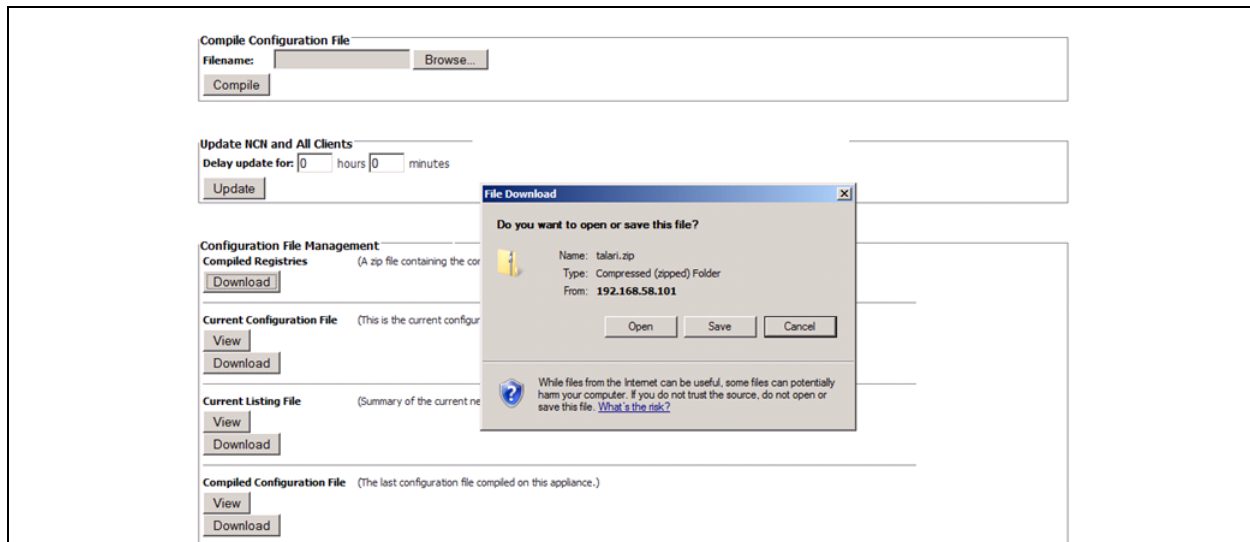 Compile Configuration File
Filename: Browse...
Compile
Update NCN and All Clients
Delay update for: 0 hours 0 minutes
Update
Configuration File Management
Compiled Registries (A zip file containing the
Download
Current Configuration File (This is the current
View
Download
Current Listing File (Summary of the current
View
Download
Compiled Configuration File (The last configuration file compiled on this appliance.)
View
Download
File Download
Do you want to open or save this file?
Name: talari.zip
Type: Compressed (zipped) Folder
From: 192.168.58.101
Open Save Cancel
While files from the Internet can be useful, some files can potentially
harm your computer. If you do not trust the source, do not open or
save this file. What's the risk?